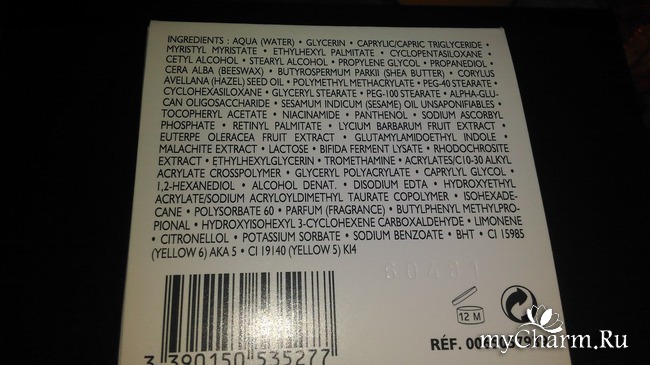 INGREDIENTS : AQUA (WATER) • GLYCERIN • CAPRYLIC/CAPRIC TRIGLYCERIDE •
MYRISTYL MYRISTATE • ETHYLHEXYL PALMITATE • CYCLOPENTASILOXANE •
CETYL ALCOHOL • STEARYL ALCOHOL • PROPYLENE GLYCOL • PROPANEDIOL •
CERA ALBA (BEESWAX) • BUTYROSPERMUM PARKII (SHEA BUTTER) • CORYLUS
AVELLANA (HAZEL) SEED OIL • POLYMETHYL METHACRYLATE • PEG-40 STEARATE •
CYCLOHEXASILOXANE • GLYCERYL STEARATE • PEG-100 STEARATE • ALPHA-GLU-
CAN OLIGOSACCHARIDE • SESAMUM INDICUM (SESAME) OIL UNSAPONIFIABLES •
TOCOPHERYL ACETATE • NIACINAMIDE • PANTHENOL • SODIUM ASCORBYL
PHOSPHATE • RETINYL PALMITATE • LYCIUM BARBARUM FRUIT EXTRACT •
EUTERPE OLERACEA FRUIT EXTRACT • GLUTAMYLAMIDOETHYL INDOLE •
MALACHITE EXTRACT • LACTOSE • BIFIDA FERMENT LYSATE • RHODOCHROSITE
EXTRACT • ETHYLHEXYLGLYCERIN • TROMETHAMINE • ACRYLATES/C10-30 ALKYL
ACRYLATE CROSSPOLYMER • GLYCERYL POLYACRYLATE • CAPRYLYL GLYCOL •
1,2-HEXANEDIOL • ALCOHOL DENAT. • DISODIUM EDTA • HYDROXYETHYL
ACRYLATE/SODIUM ACRYLOYLDIMETHYL TAURATE COPOLYMER • ISOHEXADE-
CANE • POLYSORBATE 60 • PARFUM (FRAGRANCE) • BUTYLPHENYL METHYLPRO-
PIONAL • HYDROXYISOHEXYL 3-CYCLOHEXENE CARBOXALDEHYDE • LIMONENE
• CITRONELLOL • POTASSIUM SORBATE • SODIUM BENZOATE • BHT • CI 15985
(YELLOW 6) AKA 5 • CI 19140 (YELLOW 5) KI4
12 M
3 390150 535277
RÉF.
myCharm.Ru